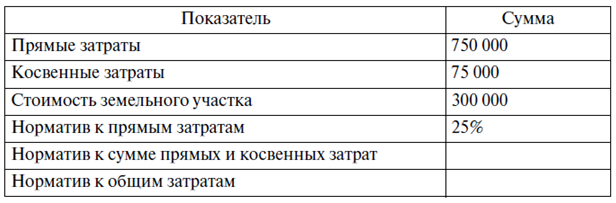 Показатель Сумма
Прямые затраты 750 000
Косвенные затраты 75 000
Стоимость земельного участка 300 000
Норматив к прямым затратам 25%
Норматив к сумме прямых и косвенных затрат
Норматив к общим затратам